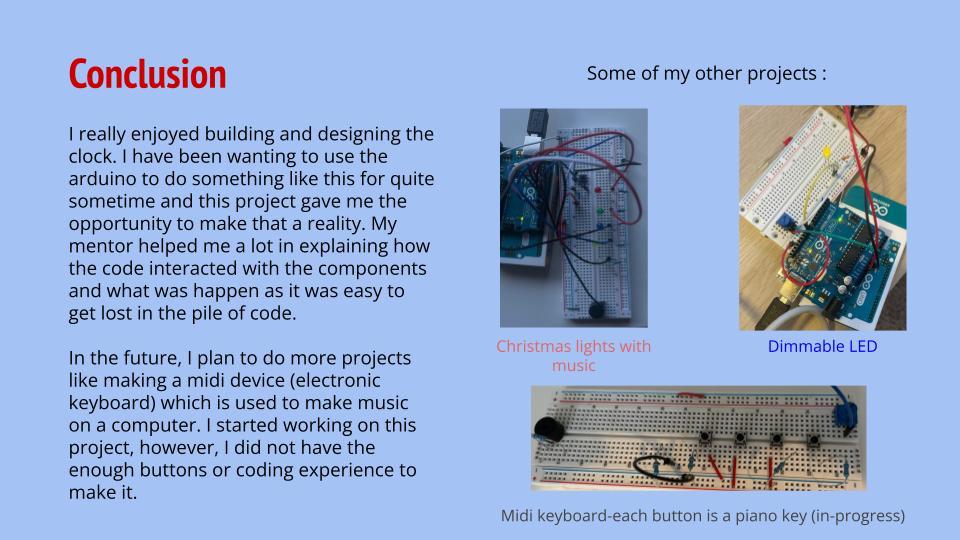 Conclusion
I really enjoyed building and designing the
clock. I have been wanting to use the
arduino to do something like this for quite
sometime and this project gave me the
opportunity to make that a reality. My
mentor helped me a lot in explaining how
the code interacted with the components
and what was happen as it was easy to
get lost in the pile of code.
In the future, I plan to do more projects
like making a midi device (electronic
keyboard) which is used to make music
on a computer. I started working on this
project, however, I did not have the
enough buttons or coding experience to
make it.
Some of my other projects :
Christmas lights with
music
Dimmable LED
Midi keyboard-each button is a piano key (in-progress)